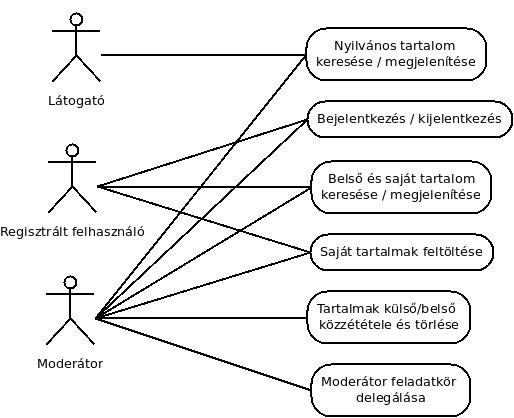 Nyilvános tartalom
keresése / megjelenítése
Látogató
Bejelentkezés / kijelentkezés
Belső és saját tartalom
keresése / megjelenítése
Regisztrált felhasználó
Saját tartalmak feltöltése
Tartalmak külső/belső
közzététele és törlése
Moderátor
Moderátor feladatkör
delegálása